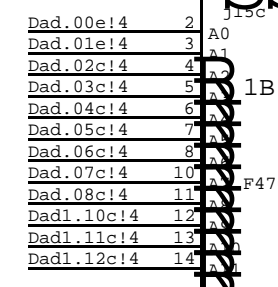 j15c
Dad.00e!4 2 A0
Dad.01e!4 3 A1
Dad.02c!4 4
Dad.03c!4 5 1B
Dad.04c!4 6
Dad.05c!4 7
Dad.06c!4 8
Dad.07c!4 10 F47
Dad.08c!4 11
Dad1.10c!4 12
Dad1.11c!4 13
Dad1.12c!4 14